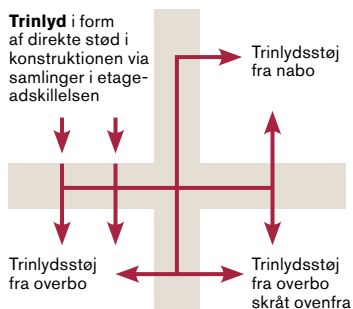 Trinlyd i form
af direkte stød i
konstruktionen via
samlinger i etage-
adskillelsen
Trinlydsstøj
fra nabo
Trinlydsstøj
fra overbo
Trinlydsstøj
fra overbo
skråt ovenfra